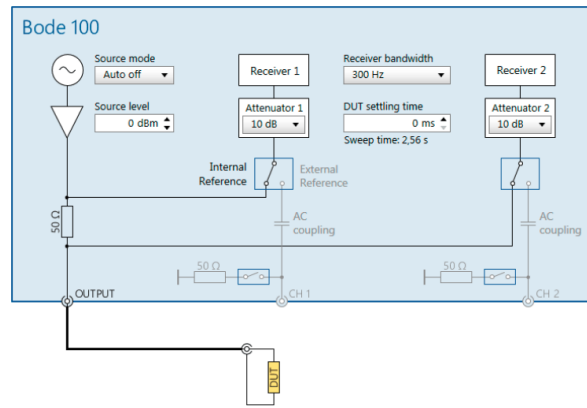 Bode 100
Source mode
Auto off
Source level
0 dBm
Receiver 1
Attenuator 1
10 dB
Receiver bandwidth
300 Hz
DUT settling time
0 ms
Sweep time: 2,56 s
Receiver 2
Attenuator 2
10 dB
Internal
Reference
External
Reference
50 Ω
AC
coupling
AC
coupling
50 Ω
50 Ω
OUTPUT
CH 1
CH 2
DUT